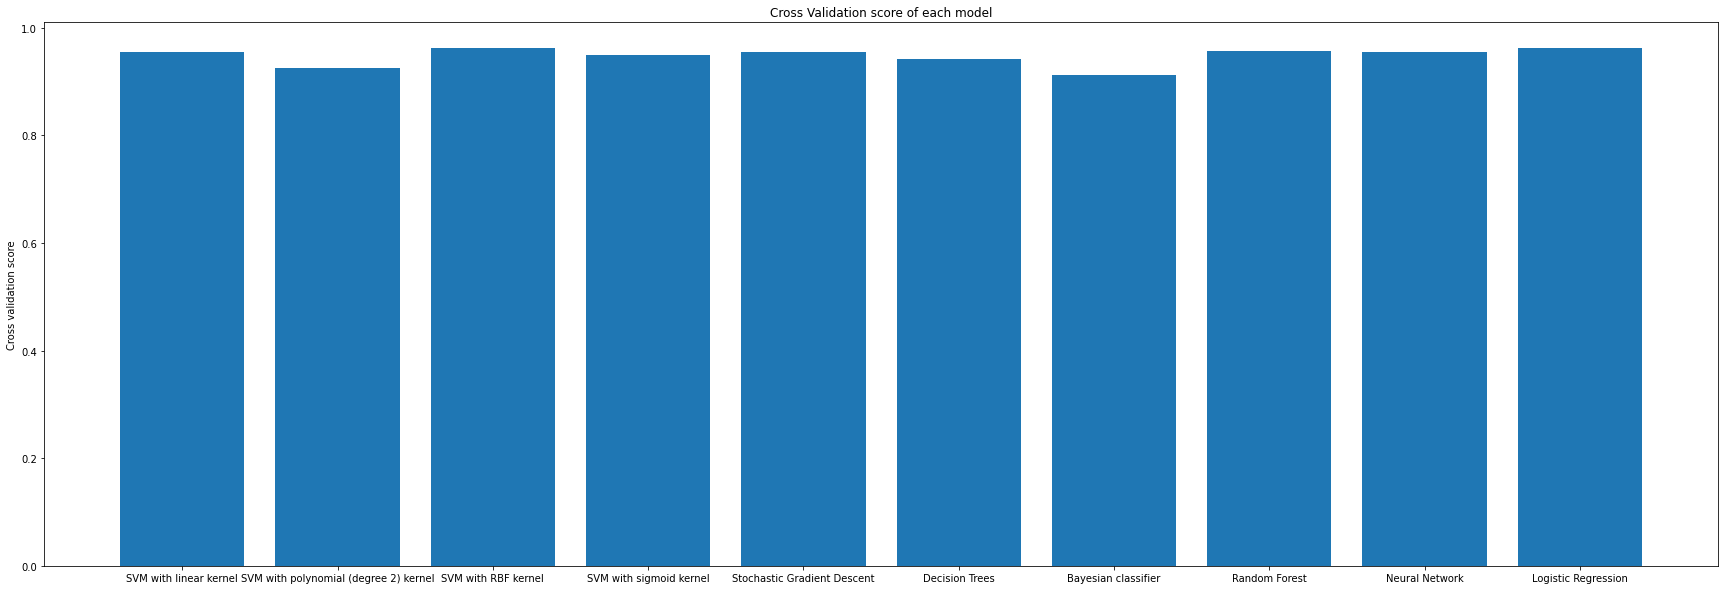 Cross Validation score of each model
Cross validation score
1.0
0.8
0.6
0.4
0.2
0.0
SVM with linear kernel
SVM with polynomial (degree 2) kernel
SVM with RBF kernel
SVM with sigmoid kernel
Stochastic Gradient Descent
Decision Trees
Bayesian classifier
Random Forest
Neural Network
Logistic Regression